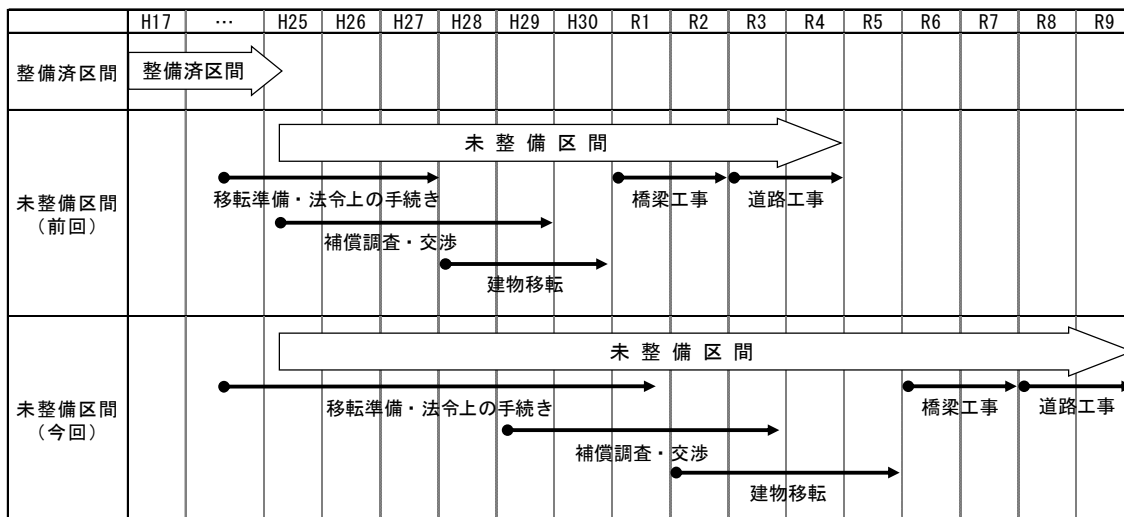 H17 … H25 H26 H27 H28 H29 H30 R1 R2 R3 R4 R5 R6 R7 R8 R9
整備済区間 整備済区間
未整備区間
(前回)
未整備区間
移転準備・法令上の手続き 橋梁工事 道路工事
補償調査・交渉
建物移転
未整備区間
(今回)
未整備区間
移転準備・法令上の手続き 橋梁工事 道路工事
補償調査・交渉
建物移転